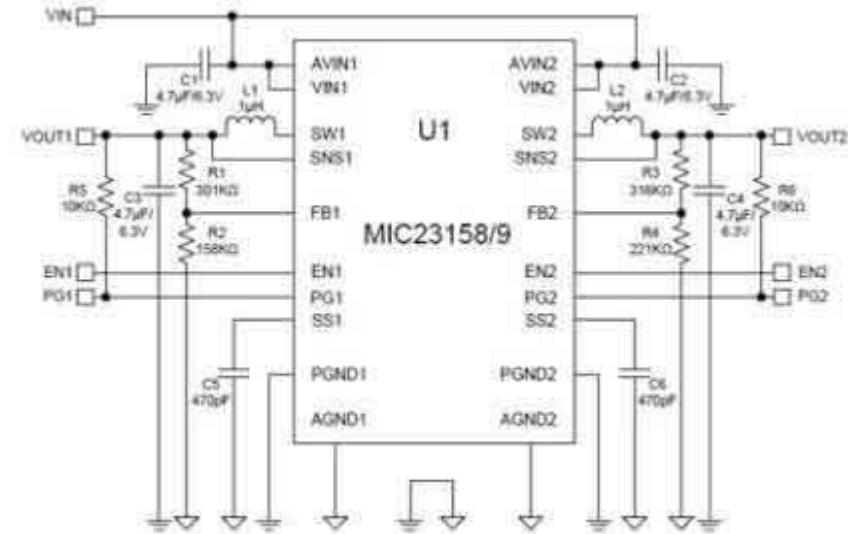 VIN
AVIN1
AVIN2
C1
4.7µF/6.3V
VIN1
VIN2
C2
4.7µF/6.3V
L1
1µH
L2
1µH
U1
VOUT1
SW1
SW2
VOUT2
SNS1
SNS2
R5
10KΩ
C3
4.7µF/
6.3V
R1
301KΩ
R3
316KΩ
C4
4.7µF/
6.3V
R6
10KΩ
FB1
FB2
R2
158KΩ
MIC23158/9
R4
221KΩ
EN1
EN1
EN2
EN2
PG1
PG1
PG2
PG2
SS1
SS2
C5
470pF
PGND1
PGND2
C6
470pF
AGND1
AGND2